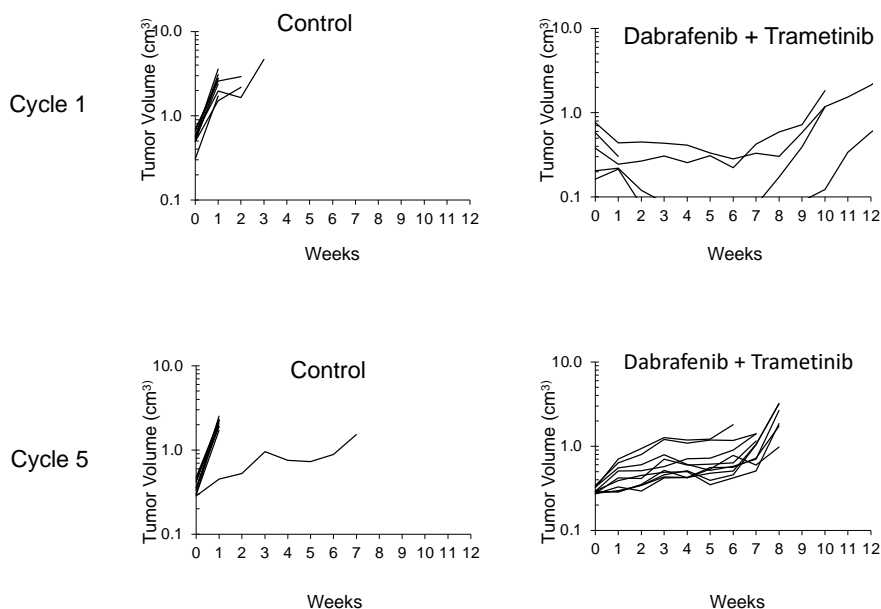 Control
Dabrafenib + Trametinib
Cycle 1
Tumor Volume (cm3)
10.0
1.0
0.1
0 1 2 3 4 5 6 7 8 9 10 11 12
Weeks
Tumor Volume (cm3)
10.0
1.0
0.1
0 1 2 3 4 5 6 7 8 9 10 11 12
Weeks
Control
Dabrafenib + Trametinib
Cycle 5
Tumor Volume (cm3)
10.0
1.0
0.1
0 1 2 3 4 5 6 7 8 9 10 11 12
Weeks
Tumor Volume (cm3)
10.0
1.0
0.1
0 1 2 3 4 5 6 7 8 9 10 11 12
Weeks